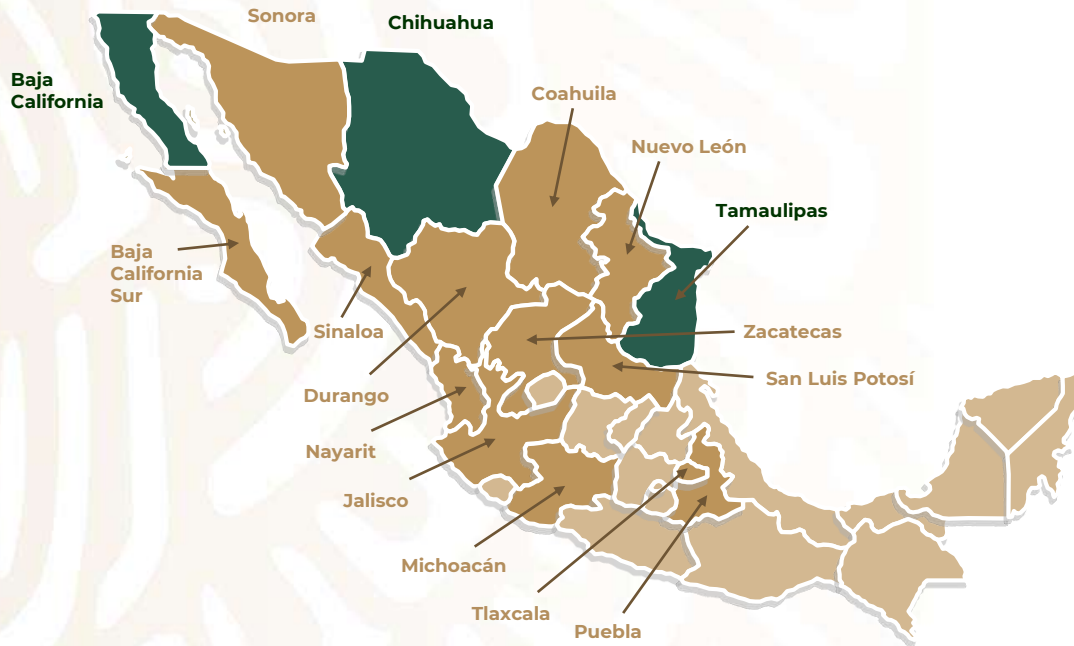 Sonora
Chihuahua
Baja
California
Coahuila
Nuevo León
Tamaulipas
Baja
California
Sur
Sinaloa
Zacatecas
San Luis Potosí
Durango
Nayarit
Jalisco
Michoacán
Tlaxcala
Puebla